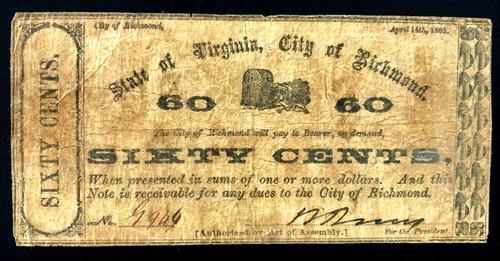 City of Richmond, April 14th, 1862.
State of Virginia, City of Richmond.
60 60
The City of Richmond will pay to Bearer, on demand,
SIXTY CENTS,
When presented in sums of one or more dollars. And this
Note is receivable for any dues to the City of Richmond.
No.
[Authorized by Act of Assembly.] For the President.
SIXTY CENTS.